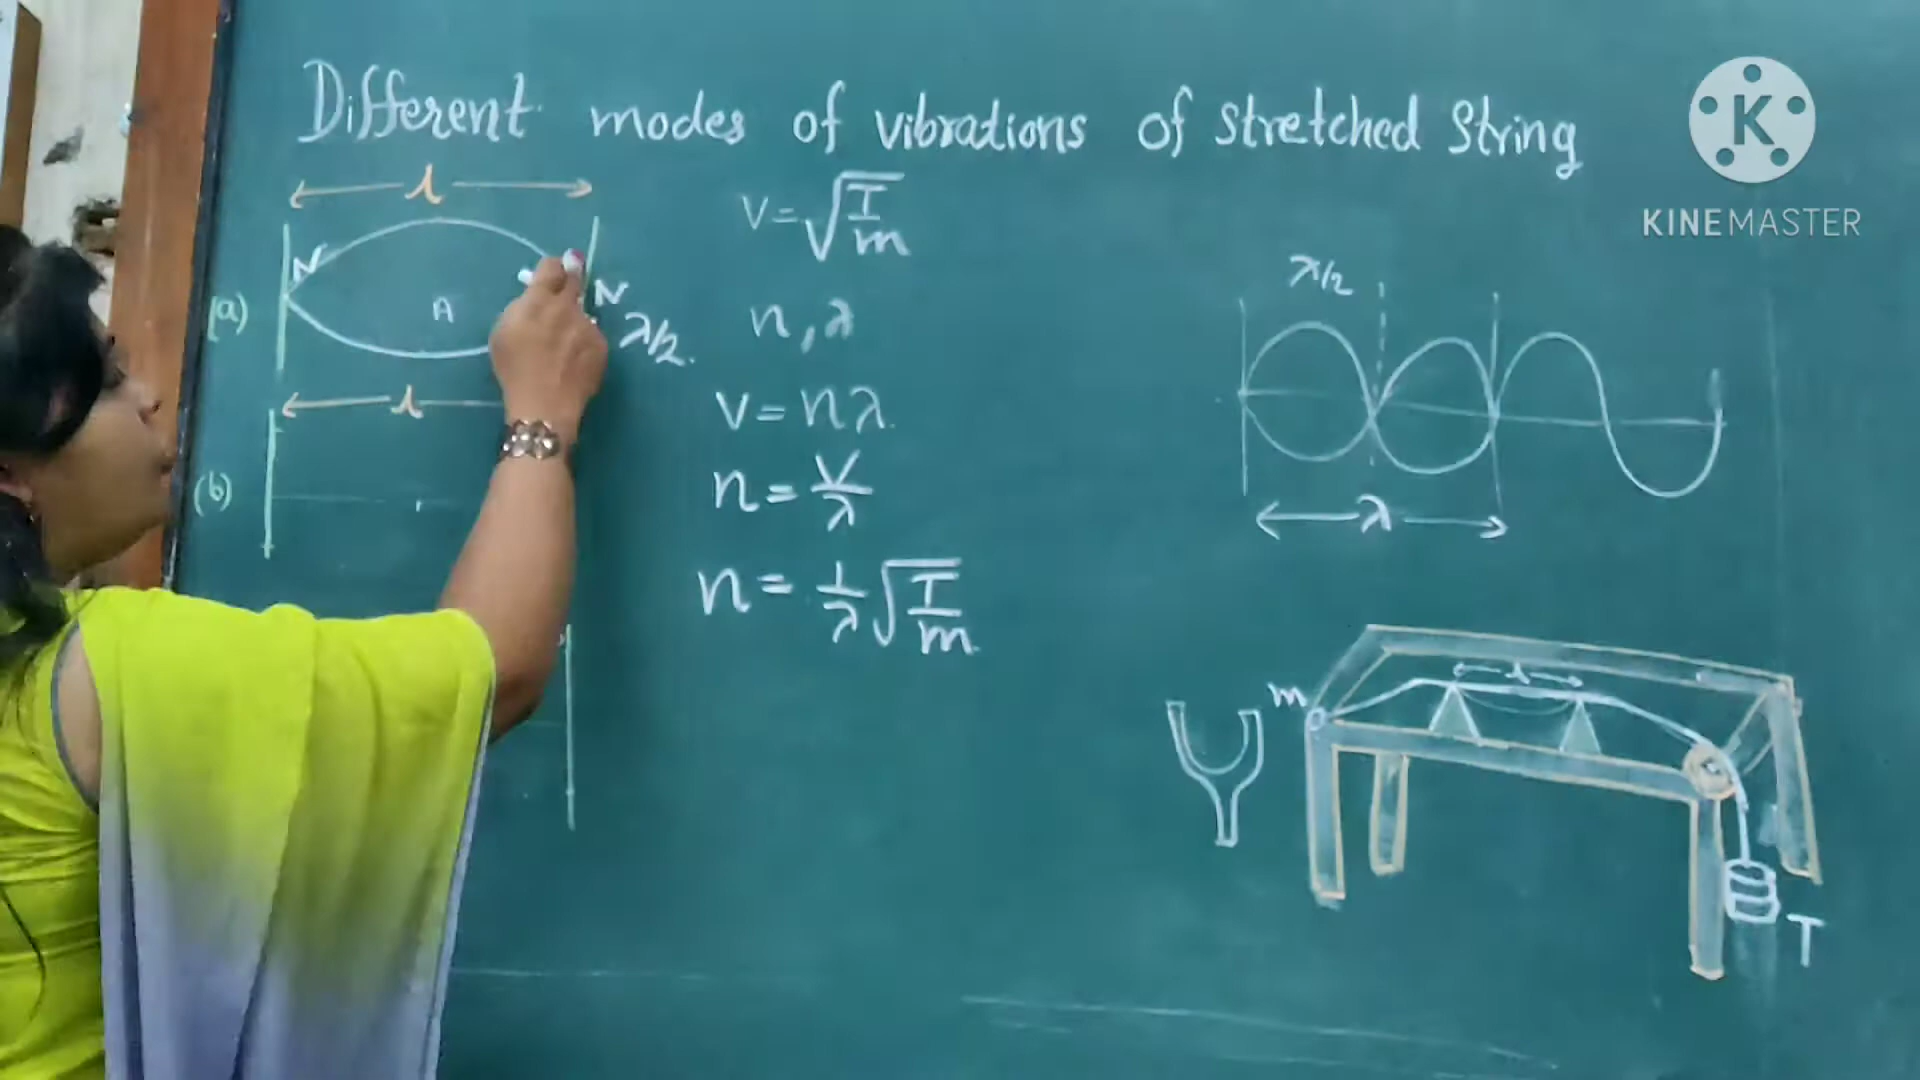 Different modes of vibrations of stretched String
l
N
A
N
(a)
λ/2.
l
(b)
v=√T/m
n,λ
v=nλ.
n=v/λ
n=1/λ√T/m
λ/2
λ
l
m
T
K
KINEMASTER